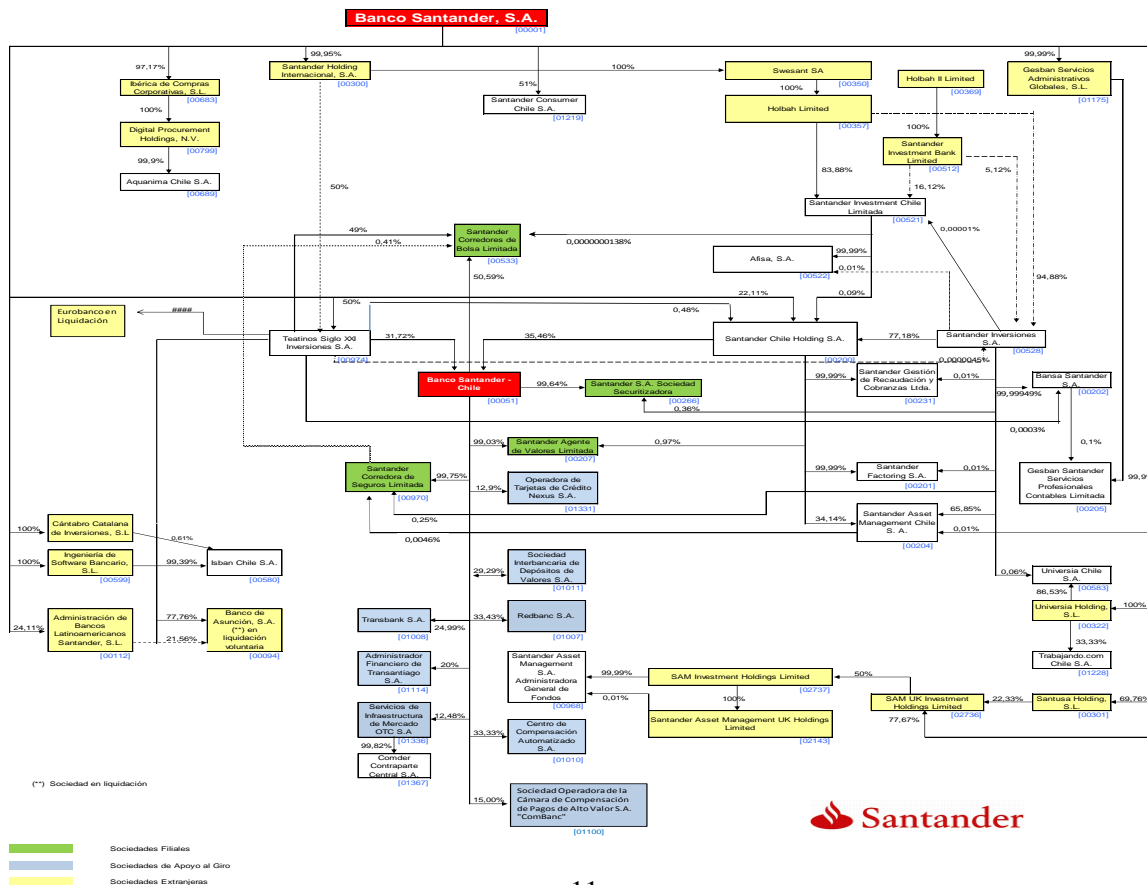 Banco Santander, S.A.
[00001]
97,17%
99,95%
51%
99,99%
Ibérica de Compras
Corporativas, S.L.
[00683]
Santander Holding
Internacional, S.A.
[00300]
100%
Santander Consumer
Chile S.A.
[01219]
Swesant SA
[00350]
Holbah II Limited
[00369]
Gesban Servicios
Administrativos
Globales, S.L.
[01175]
100%
100%
Digital Procurement
Holdings, N.V.
[00799]
Holbah Limited
[00357]
100%
99,9%
Santander
Investment Bank
Limited
[00512]
Aquanima Chile S.A.
[00689]
50%
83,88%
16,12%
5,12%
Santander Investment Chile
Limitada
[00521]
0,00001%
49%
0,41%
Santander
Corredores de
Bolsa Limitada
[00533]
0,0000000138%
Afisa, S.A.
[00522]
99,99%
0,01%
94,88%
50,59%
Eurobanco en
Liquidación
####
50%
22,11%
0,48%
0,09%
Teatinos Siglo XXI
Inversiones S.A.
[00974]
31,72%
35,46%
Santander Chile Holding S.A.
[00200]
77,18%
Santander Inversiones
S.A.
[00528]
0,0000045%
Banco Santander -
Chile
[00051]
99,64%
Santander S.A. Sociedad
Securitizadora
[00266]
0,36%
99,99%
Santander Gestión
de Recaudación y
Cobranzas Ltda.
[00231]
0,01%
99,99949%
Bansa Santander
S.A.
[00202]
0,0003%
99,03%
Santander Agente
de Valores Limitada
[00207]
0,97%
0,1%
Santander
Corredora de
Seguros Limitada
[00970]
99,75%
12,9%
Operadora de
Tarjetas de Crédito
Nexus S.A.
[01331]
99,99%
Santander
Factoring S.A.
[00201]
0,01%
Gesban Santander
Servicios
Profesionales
Contables Limitada
[00205]
0,25%
0,0046%
34,14%
Santander Asset
Management Chile
S. A.
[00204]
65,85%
0,01%
100%
Cántabro Catalana
de Inversiones, S.L
0,61%
100%
Ingeniería de
Software Bancario,
S.L.
[00599]
99,39%
Isban Chile S.A.
[00580]
29,29%
Sociedad
Interbancaria de
Depósitos de
Valores S.A.
[01011]
0,06%
Universia Chile
S.A.
[00583]
86,53%
24,11%
Administración de
Bancos
Latinoamericanos
Santander, S.L.
[00112]
77,76%
21,56%
Banco de
Asunción, S.A.
(**) en
liquidación
voluntaria
[00094]
Transbank S.A.
[01008]
24,99%
33,43%
Redbanc S.A.
[01007]
Universia Holding,
S.L.
[00322]
100%
33,33%
Trabajando.com
Chile S.A.
[01228]
Administrador
Financiero de
Transantiago
S.A.
[01114]
20%
Santander Asset
Management
S.A.
Administradora
General de
Fondos
[00968]
99,99%
0,01%
SAM Investment Holdings Limited
[02737]
100%
50%
SAM UK Investment
Holdings Limited
[02736]
22,33%
Santusa Holding,
S.L.
[00301]
69,76%
77,67%
Santander Asset Management UK Holdings
Limited
[02143]
Servicios de
Infraestructura
de Mercado
OTC S.A
[01336]
12,48%
33,33%
Centro de
Compensación
Automatizado
S.A.
[01010]
99,82%
Comder
Contraparte
Central S.A.
[01367]
(**) Sociedad en liquidación
15,00%
Sociedad Operadora de la
Cámara de Compensación
de Pagos de Alto Valor S.A.
"ComBanc"
[01100]
Santander
Sociedades Filiales
Sociedades de Apoyo al Giro
Sociedades Extranjeras